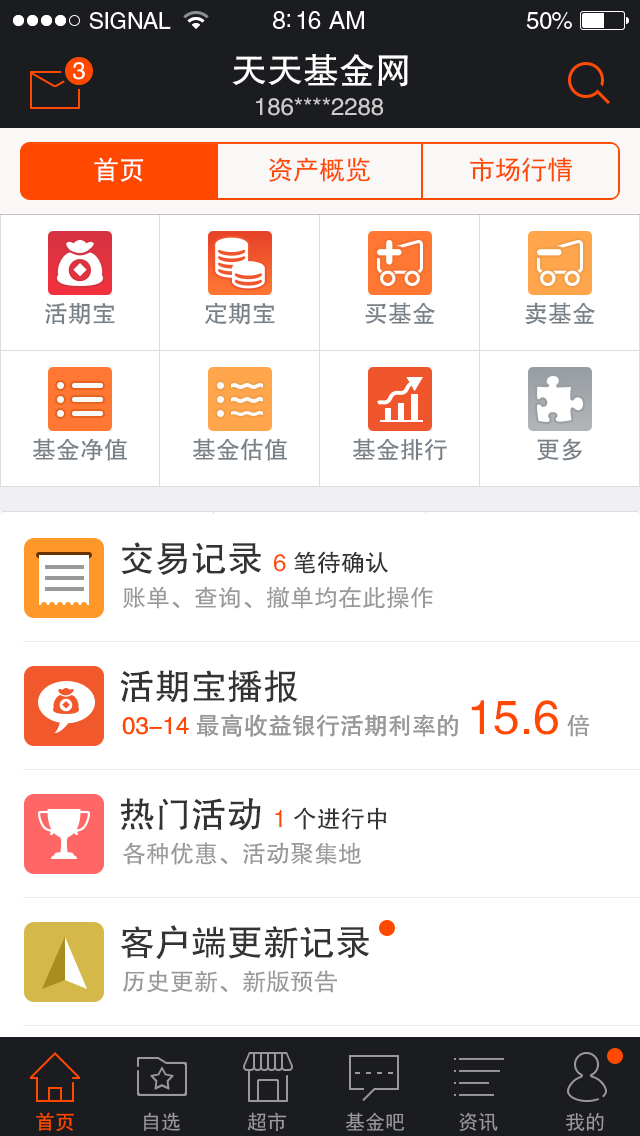 SIGNAL 8:16 AM 50%
3
天天基金网
186****2288
首页 资产概览 市场行情
活期宝 定期宝 买基金 卖基金
基金净值 基金估值 基金排行 更多
交易记录 6 笔待确认
账单、查询、撤单均在此操作
活期宝播报
03-14 最高收益银行活期利率的 15.6 倍
热门活动 1 个进行中
各种优惠、活动聚集地
客户端更新记录
历史更新、新版预告
首页 自选 超市 基金吧 资讯 我的